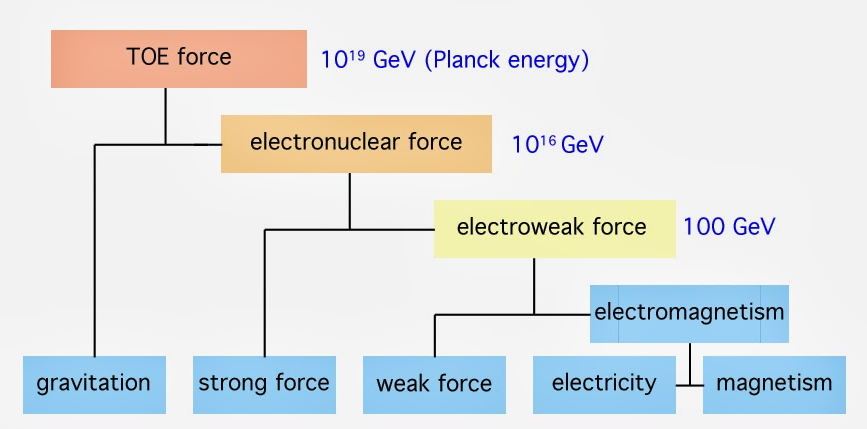 TOE force
10¹⁹ GeV (Planck energy)
electronuclear force
10¹⁶ GeV
electroweak force
100 GeV
electromagnetism
gravitation
strong force
weak force
electricity
magnetism